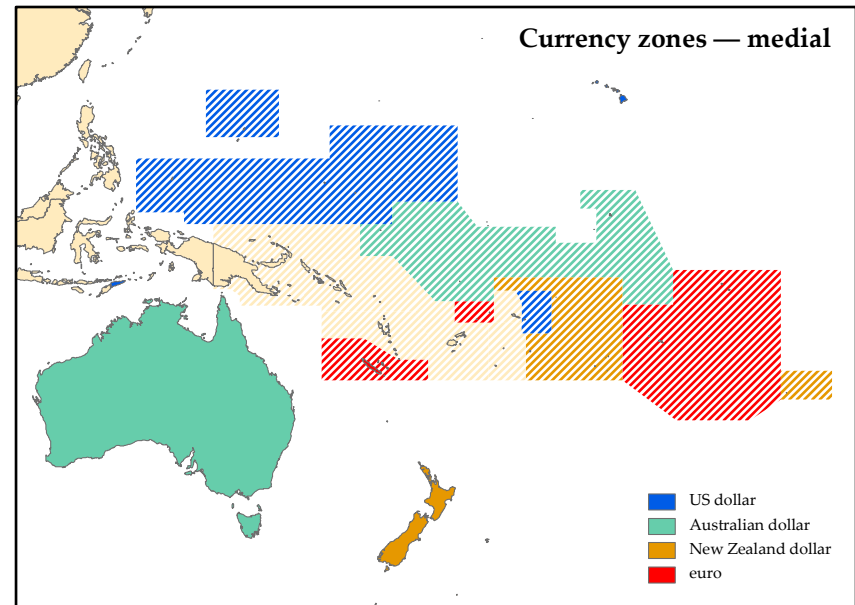 Currency zones — medial
US dollar
Australian dollar
New Zealand dollar
euro